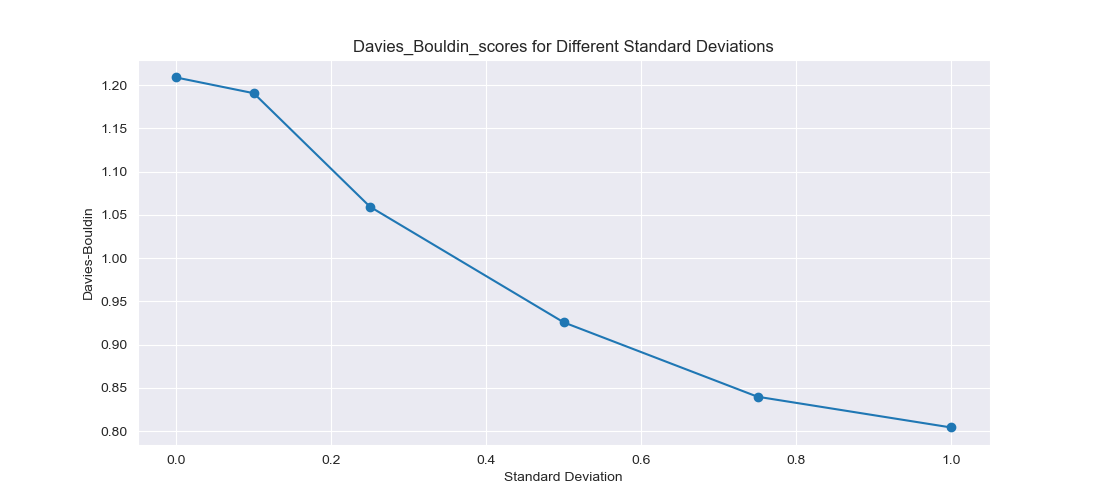 Davies_Bouldin_scores for Different Standard Deviations
1.20
1.15
1.10
1.05
1.00
0.95
0.90
0.85
0.80
Davies-Bouldin
0.0 0.2 0.4 0.6 0.8 1.0
Standard Deviation